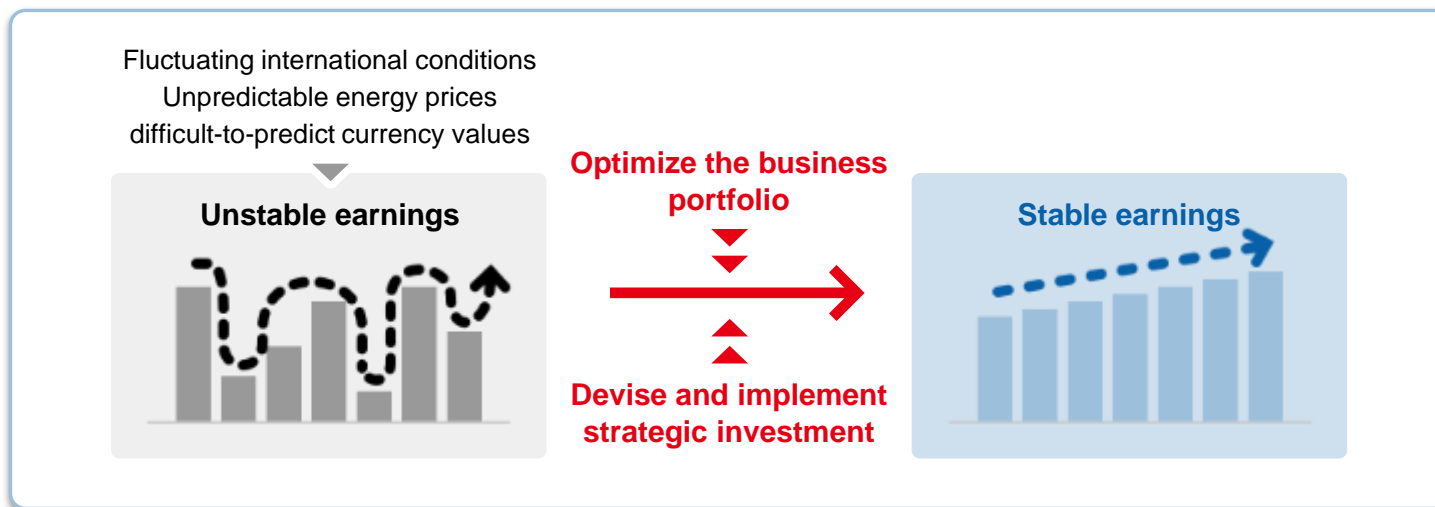 Fluctuating international conditions
Unpredictable energy prices
difficult-to-predict currency values
Unstable earnings
Optimize the business
portfolio
Devise and implement
strategic investment
Stable earnings